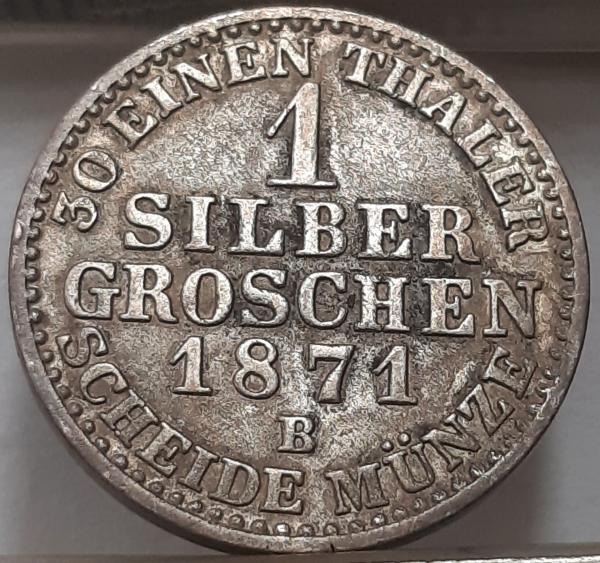 30 EINEN THALER
1
SILBER
GROSCHEN
1871
B
SCHEIDE MÜNZE